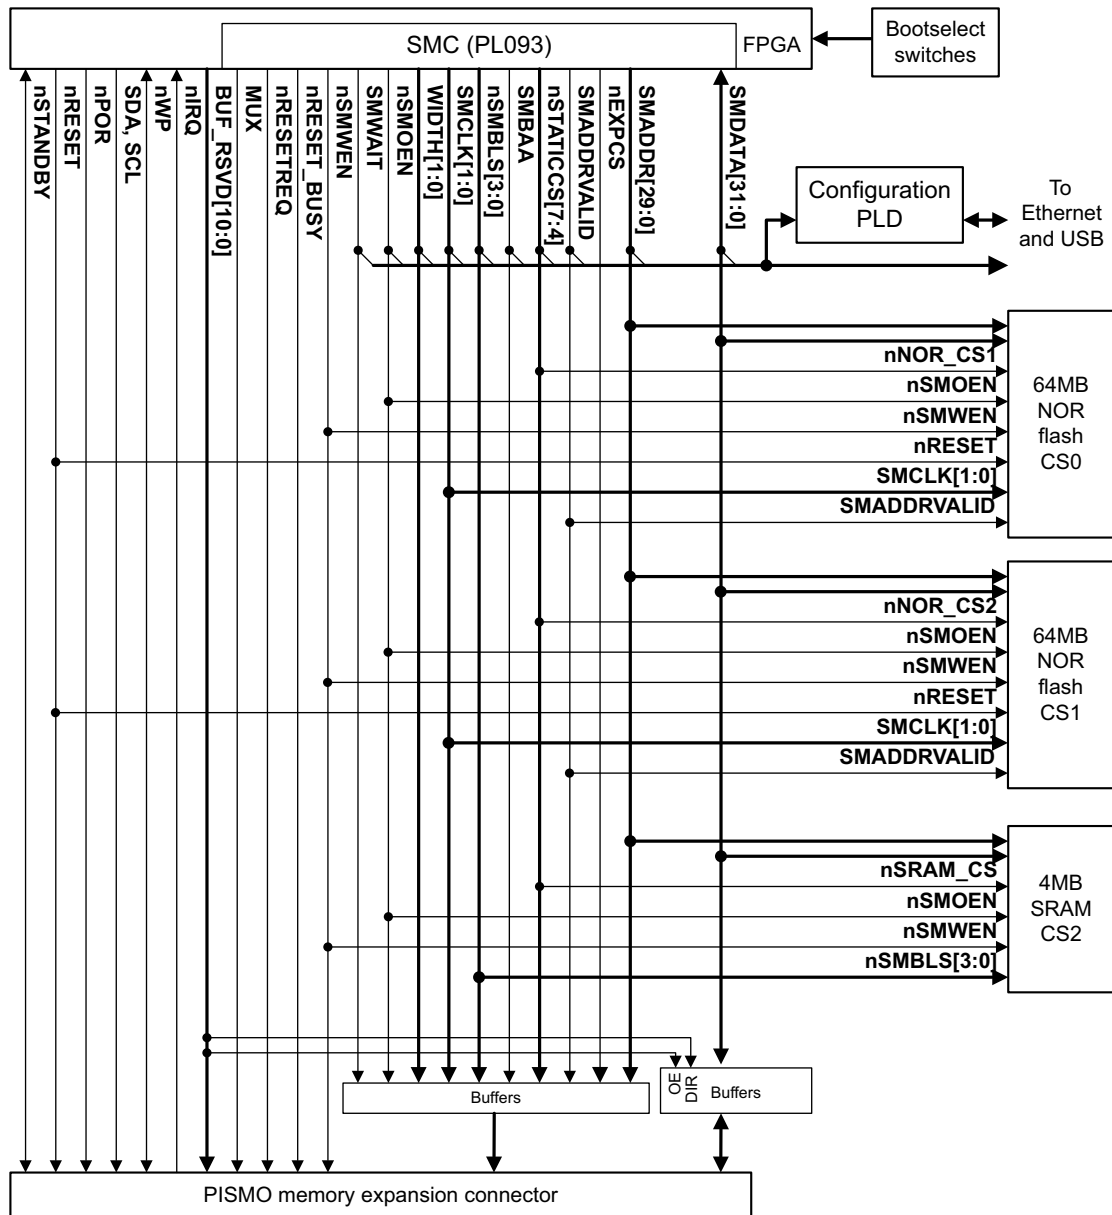 SMC (PL093)
FPGA
Bootselect
switches
nSTANDBY
nRESET
nPOR
SDA, SCL
nWP
nIRQ
BUF_RSVD[10:0]
MUX
nRESETREQ
nRESET_BUSY
nSMWEN
SMWAIT
nSMOEN
WIDTH[1:0]
SMCLK[1:0]
nSMBLS[3:0]
SMBAA
nSTATICCS[7:4]
SMADDRVALID
nEXPCS
SMADDR[29:0]
SMDATA[31:0]
Configuration
PLD
To
Ethernet
and USB
nNOR_CS1
nSMOEN
nSMWEN
nRESET
SMCLK[1:0]
SMADDRVALID
64MB
NOR
flash
CS0
nNOR_CS2
nSMOEN
nSMWEN
nRESET
SMCLK[1:0]
SMADDRVALID
64MB
NOR
flash
CS1
nSRAM_CS
nSMOEN
nSMWEN
nSMBLS[3:0]
4MB
SRAM
CS2
Buffers
OE
DIR
Buffers
PISMO memory expansion connector